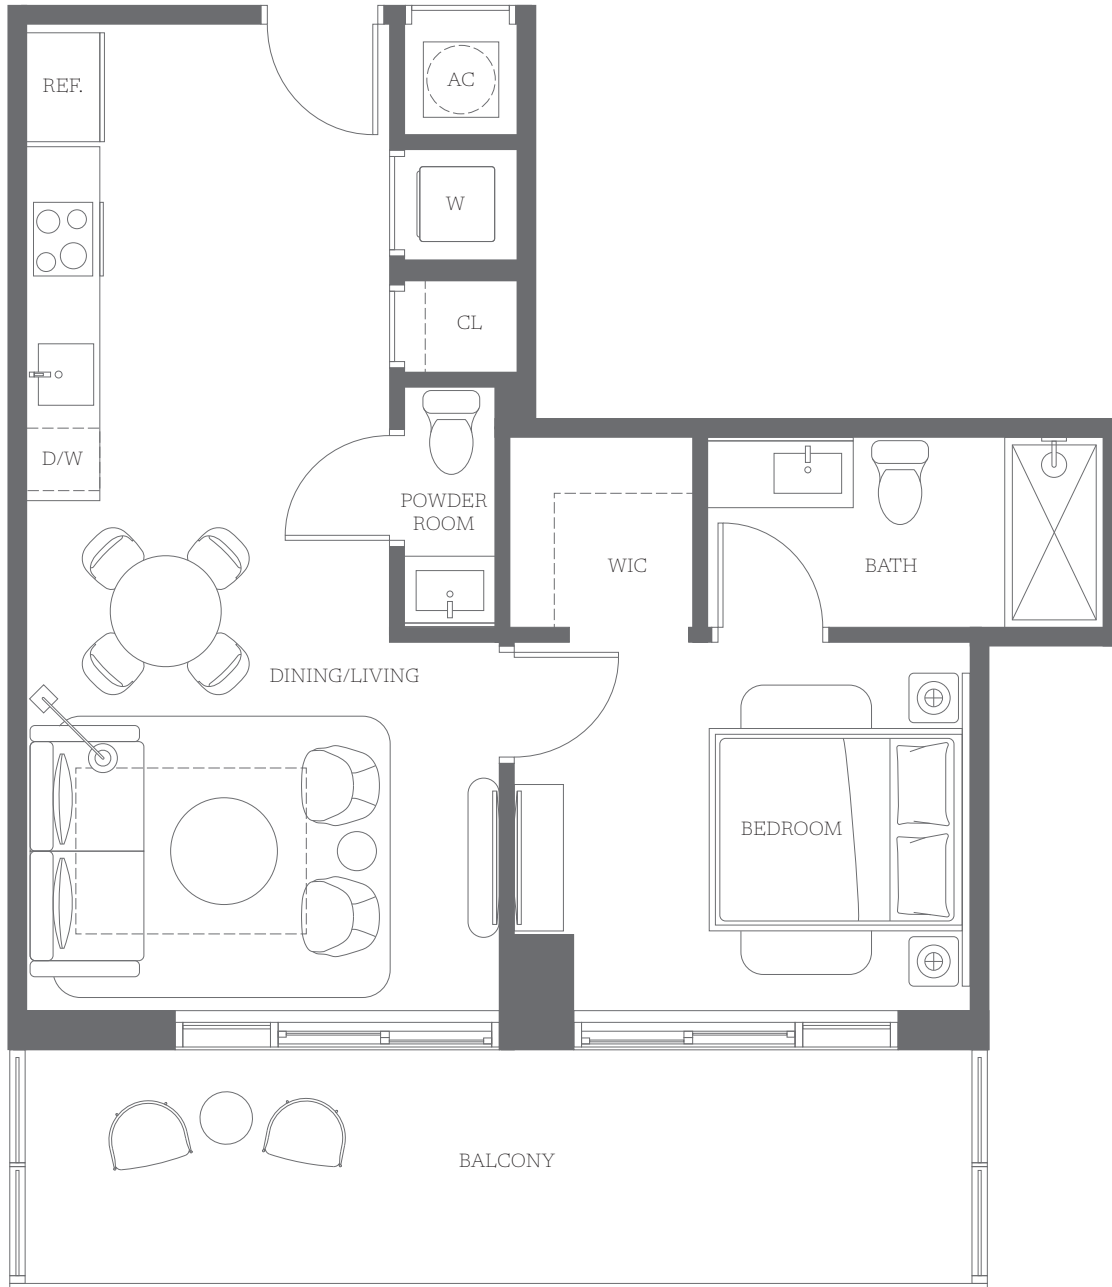 REF.
AC
W
CL
D/W
POWDER
ROOM
WIC
BATH
DINING/LIVING
BEDROOM
BALCONY